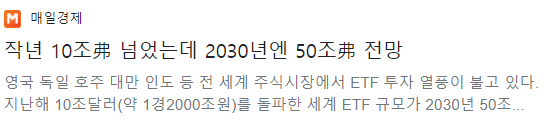 매일경제
작년 10조弗 넘었는데 2030년엔 50조弗 전망
영국 독일 호주 대만 인도 등 전 세계 주식시장에서 ETF 투자 열풍이 불고 있다.
지난해 10조달러(약 1경2000조원)를 돌파한 세계 ETF 규모가 2030년 50조...